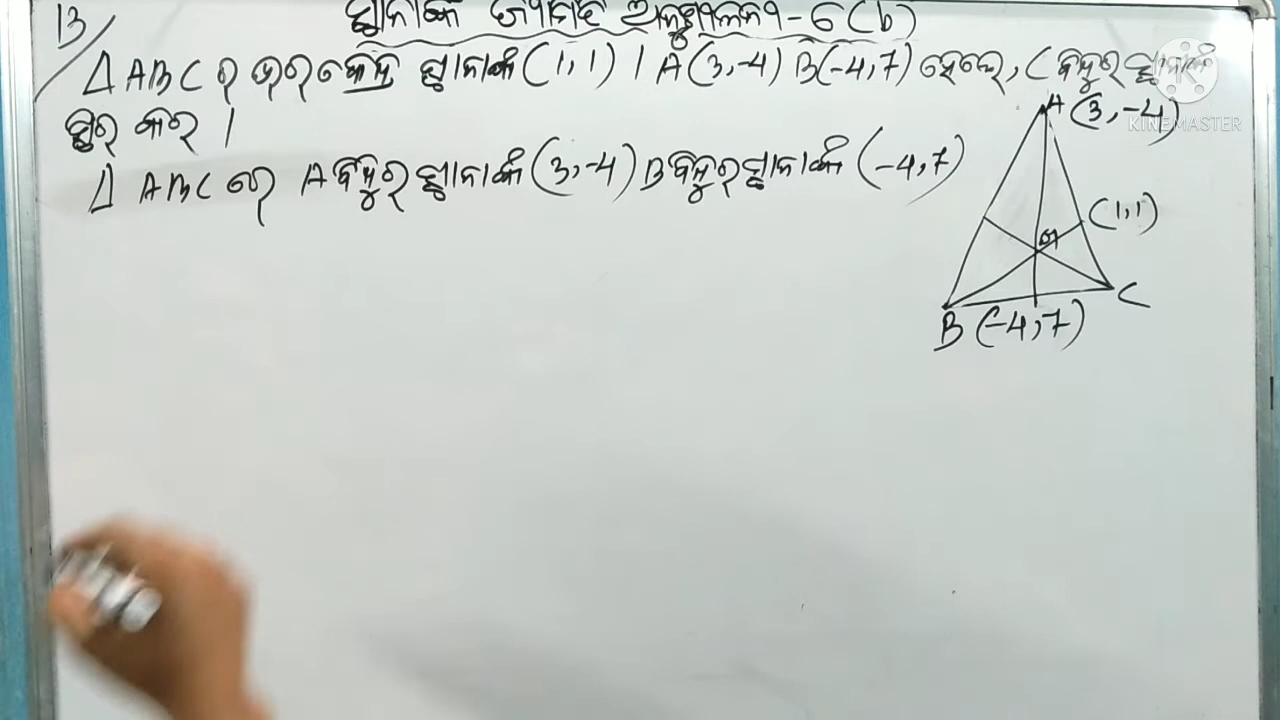 13/ ସ୍ଥାନାଙ୍କ ଜ୍ୟାମିତି ଅନୁଶୀଳନୀ - 6 (b)
Δ ABC ର ଭରକେନ୍ଦ୍ର ସ୍ଥାନାଙ୍କ (1,1) । A (3,-4) B(-4,7) ହେଲେ, C ବିନ୍ଦୁର ସ୍ଥାନାଙ୍କ
ସ୍ଥିର କର ।
Δ ABC ରେ A ବିନ୍ଦୁର ସ୍ଥାନାଙ୍କ (3,-4) B ବିନ୍ଦୁର ସ୍ଥାନାଙ୍କ (-4,7)
A (3,-4)
KINEMASTER
(1,1)
G
C
B (-4,7)